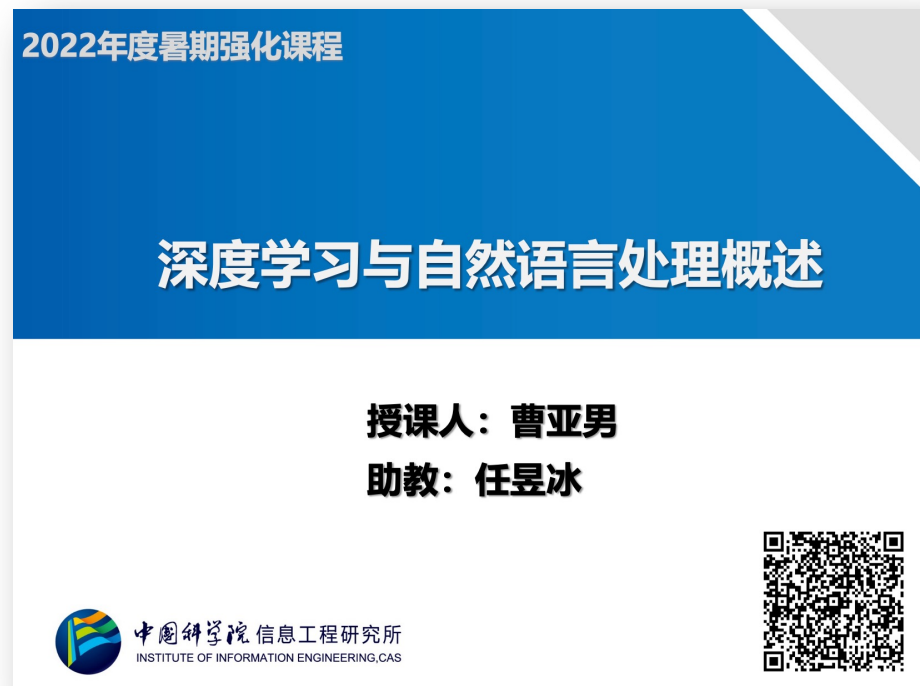 2022年度暑期强化课程
深度学习与自然语言处理概述
授课人：曹亚男
助教：任昱冰
中国科学院 信息工程研究所
INSTITUTE OF INFORMATION ENGINEERING,CAS